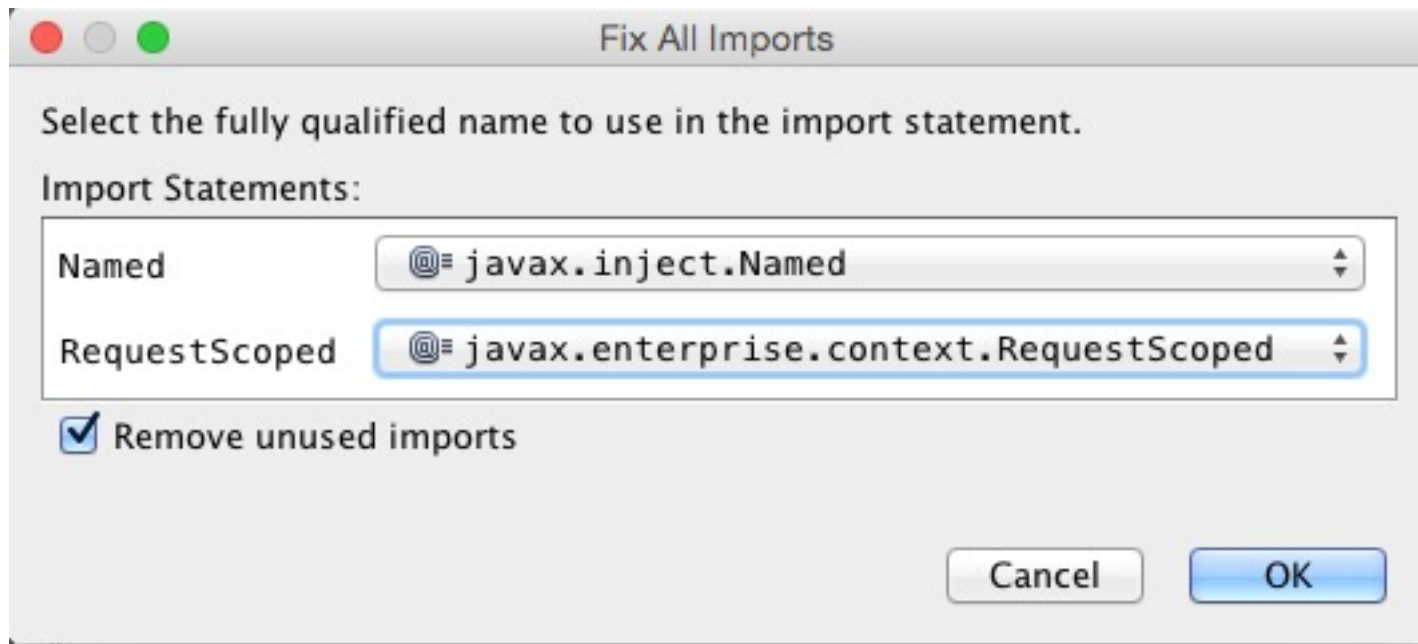 Fix All Imports
Select the fully qualified name to use in the import statement.
Import Statements:
Named javax.inject.Named
RequestScoped javax.enterprise.context.RequestScoped
Remove unused imports
Cancel OK